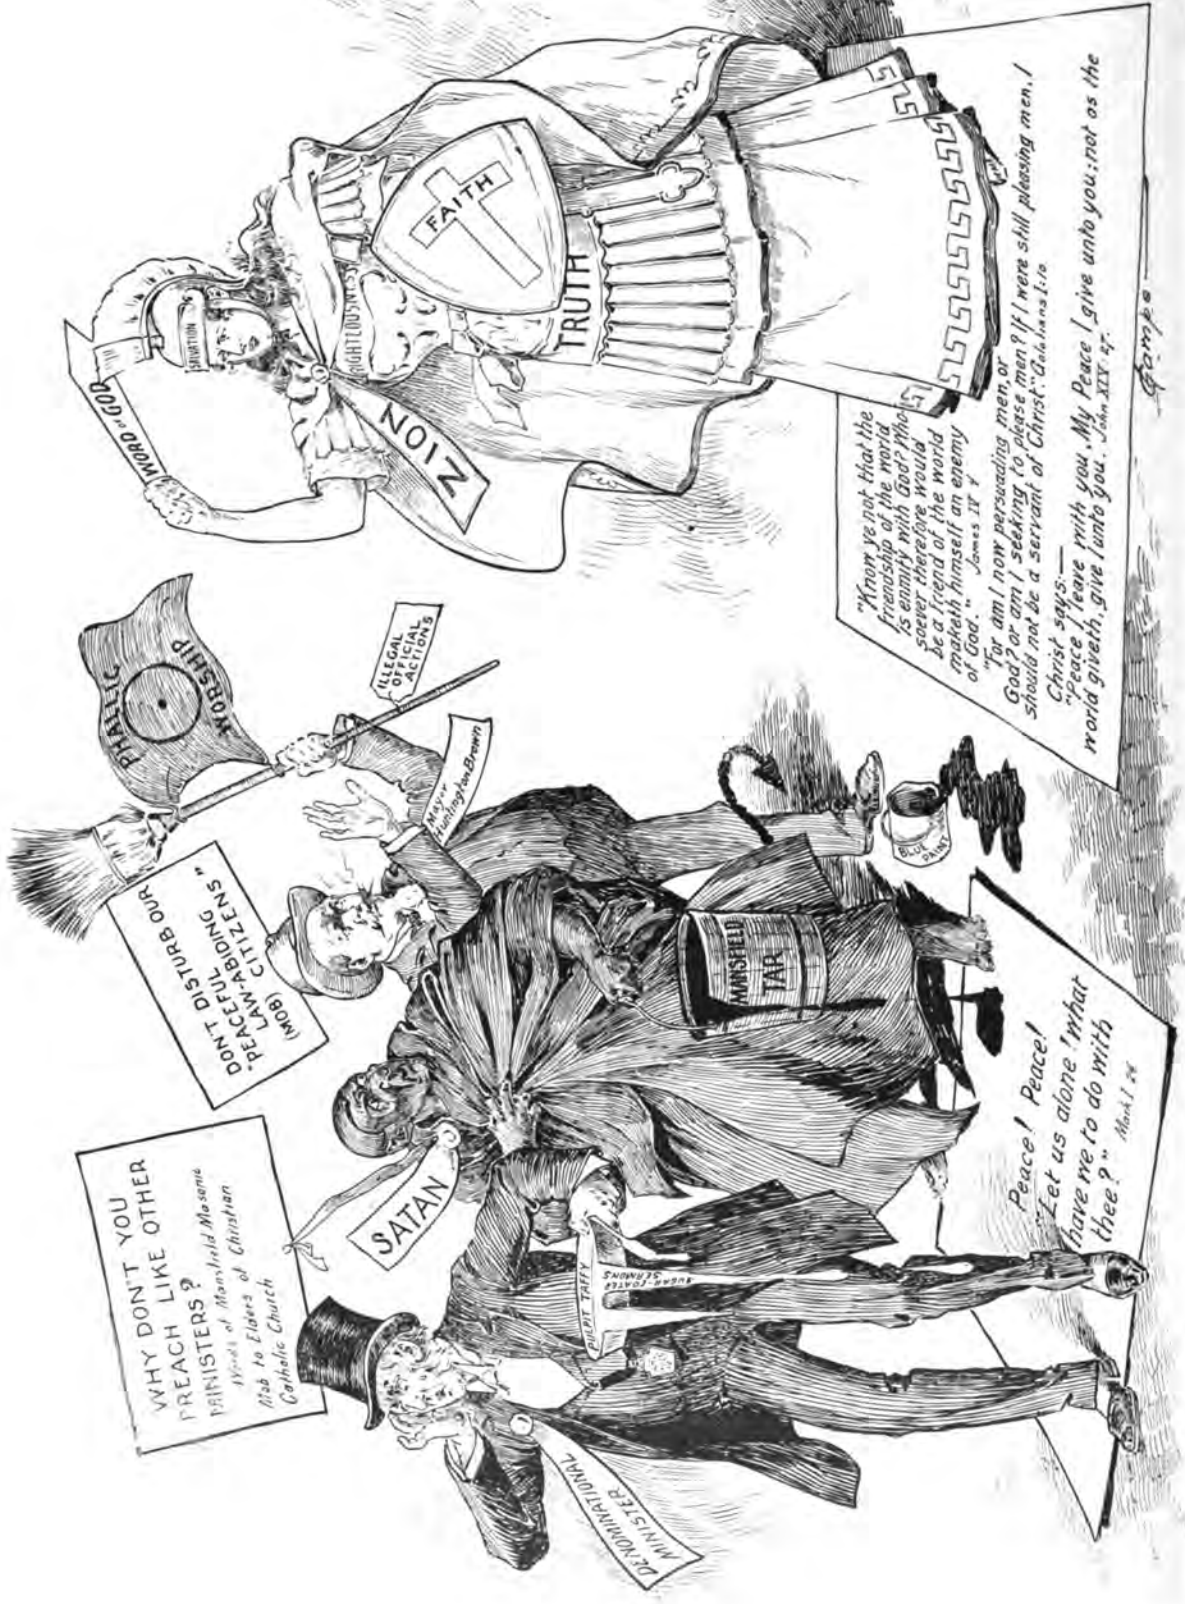 WHY DON'T YOU
PREACH LIKE OTHER
MINISTERS?
Words of Mansfield Masonic
Mob to Elders of Christian
Catholic Church
DON'T DISTURB OUR
"PEACEFUL
LAW-ABIDING
(MOB) CITIZENS"
PHALLIC
WORSHIP
ILLEGAL
OFFICIAL
ACTIONS
Mayor
Huntington Brown
SATAN
DENOMINATIONAL
MINISTER
PULPIT TAFFY
SUGAR-COATED
SERMONS
MANSFIELD
TAR
BLUE
PAINT
Peace! Peace!
"Let us alone! What
have we to do with
thee?" Mark I 24
WORD of GOD
SALVATION
RIGHTEOUSNESS
ZION
FAITH
TRUTH
"Know ye not that the
friendship of the world
is enmity with God? Who-
soever therefore would
be a friend of the world
maketh himself an enemy
of God." James IV 4
"For am I now persuading men, or
God? or am I seeking to please men? If I were still pleasing men, I
should not be a servant of Christ." Galatians 1:10.
Christ says:—
"Peace I leave with you, My Peace I give unto you: not as the
world giveth, give I unto you. John XIV-27.